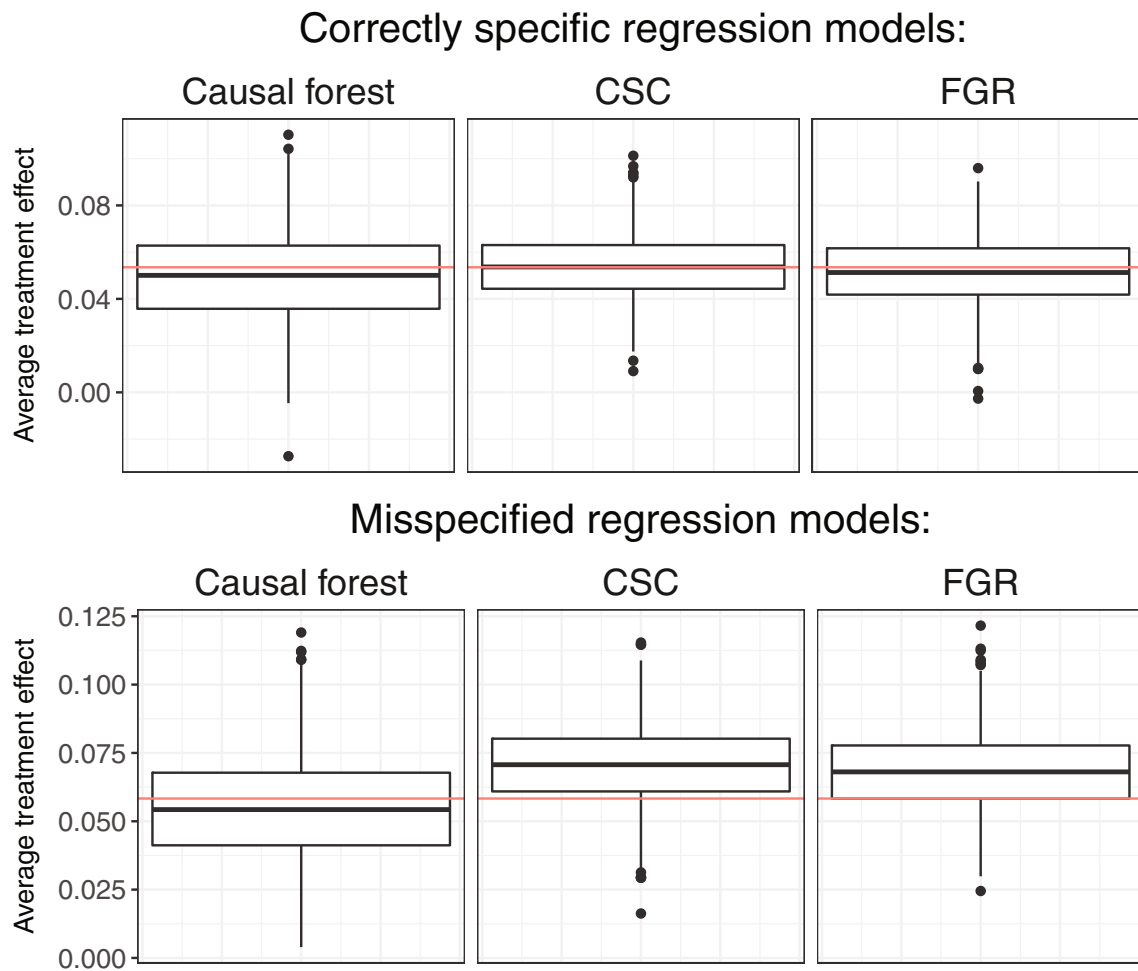 Correctly specific regression models:
Causal forest
CSC
FGR
Average treatment effect
0.08
0.04
0.00
Misspecified regression models:
Causal forest
CSC
FGR
Average treatment effect
0.125
0.100
0.075
0.050
0.025
0.000